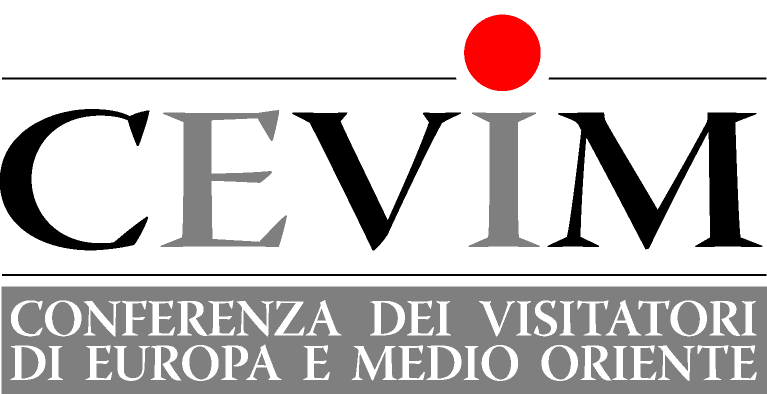 CEVIM
CONFERENZA DEI VISITATORI
DI EUROPA E MEDIO ORIENTE